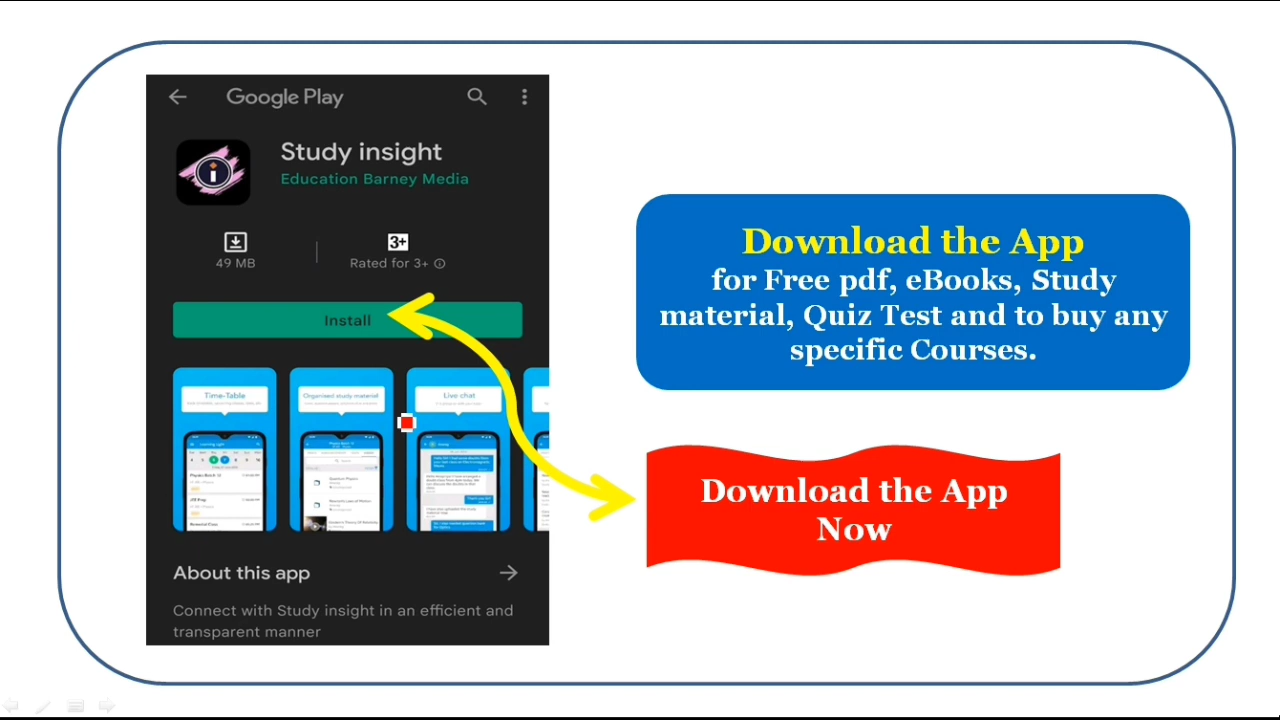 Google Play
Study insight
Education Barney Media
3+
49 MB
Rated for 3+
Install
Time-Table
Organised study material
Live chat
About this app
Connect with Study insight in an efficient and
transparent manner
Download the App
for Free pdf, eBooks, Study
material, Quiz Test and to buy any
specific Courses.
Download the App
Now